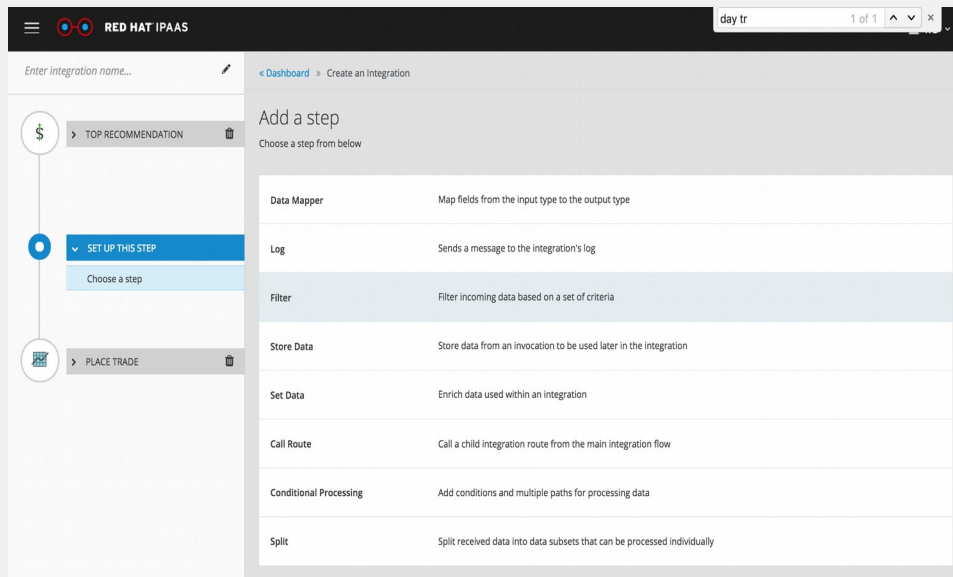 RED HAT' IPAAS
day tr
1 of 1
Enter integration name...
« Dashboard » Create an Integration
TOP RECOMMENDATION
SET UP THIS STEP
Choose a step
PLACE TRADE
Add a step
Choose a step from below
Data Mapper Map fields from the input type to the output type
Log Sends a message to the integration's log
Filter Filter incoming data based on a set of criteria
Store Data Store data from an invocation to be used later in the integration
Set Data Enrich data used within an integration
Call Route Call a child integration route from the main integration flow
Conditional Processing Add conditions and multiple paths for processing data
Split Split received data into data subsets that can be processed individually